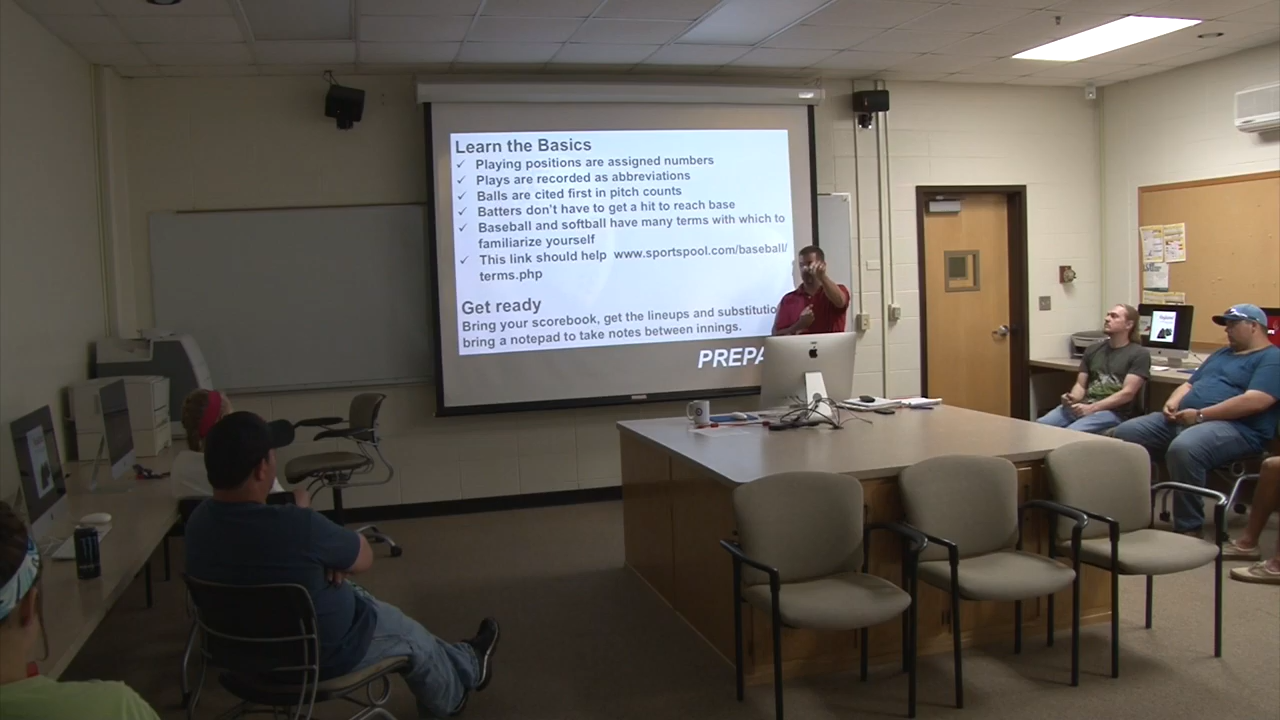 Learn the Basics
✓ Playing positions are assigned numbers
✓ Plays are recorded as abbreviations
✓ Balls are cited first in pitch counts
✓ Batters don't have to get a hit to reach base
✓ Baseball and softball have many terms with which to
familiarize yourself
✓ This link should help www.sportspool.com/baseball/
terms.php
Get ready
Bring your scorebook, get the lineups and substitutio
bring a notepad to take notes between innings.
PREPA